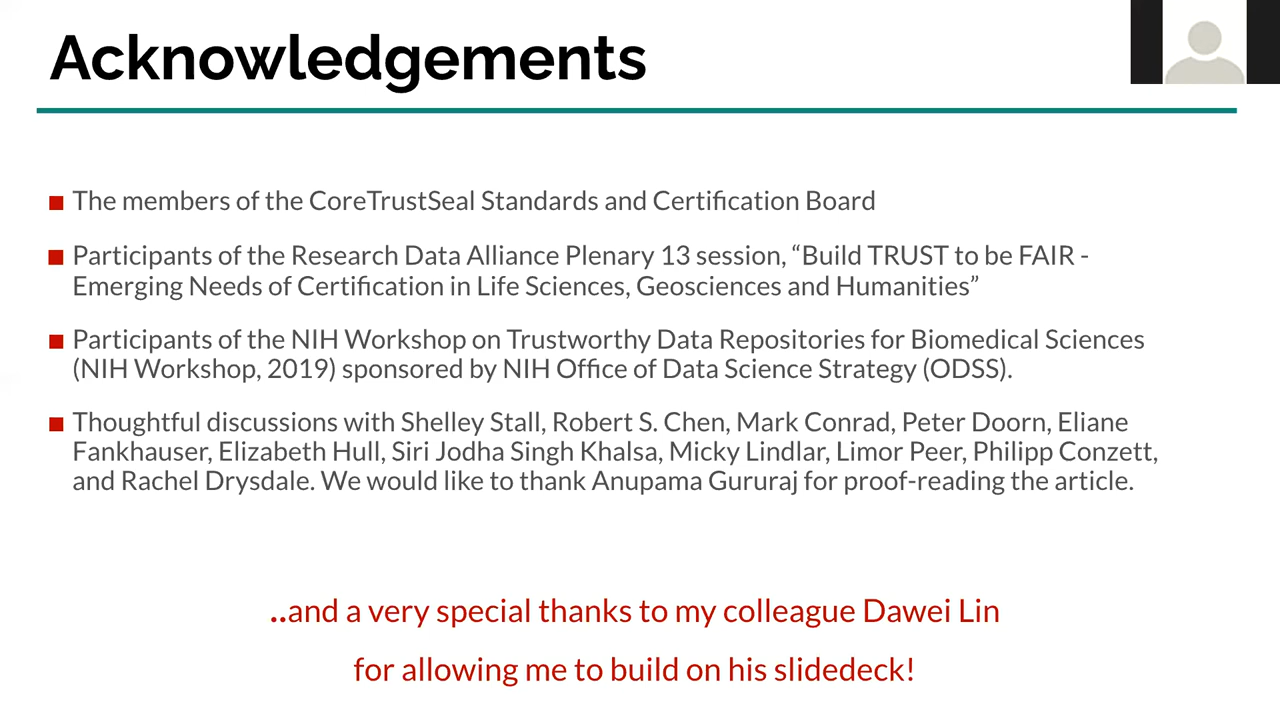 Acknowledgements
The members of the CoreTrustSeal Standards and Certification Board
Participants of the Research Data Alliance Plenary 13 session, “Build TRUST to be FAIR -
Emerging Needs of Certification in Life Sciences, Geosciences and Humanities”
Participants of the NIH Workshop on Trustworthy Data Repositories for Biomedical Sciences
(NIH Workshop, 2019) sponsored by NIH Office of Data Science Strategy (ODSS).
Thoughtful discussions with Shelley Stall, Robert S. Chen, Mark Conrad, Peter Doorn, Eliane
Fankhauser, Elizabeth Hull, Siri Jodha Singh Khalsa, Micky Lindlar, Limor Peer, Philipp Conzett,
and Rachel Drysdale. We would like to thank Anupama Gururaj for proof-reading the article.
..and a very special thanks to my colleague Dawei Lin
for allowing me to build on his slidedeck!